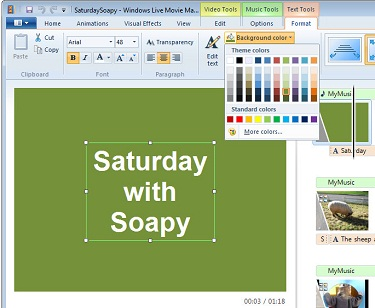 SaturdaySoapy - Windows Live Movie Ma...
Video Tools
Music Tools
Text Tools
Home
Animations
Visual Effects
View
Edit
Options
Format
Paste
Cut
Copy
Clipboard
Arial
48
B
I
A
A
Font
Transparency
Paragraph
Edit
text
Background color
Theme colors
Standard colors
More colors...
Saturday
with
Soapy
00:03 / 01:18
MyMusic
A Saturday
MyMusic
S
A The sheep a
MyMusic